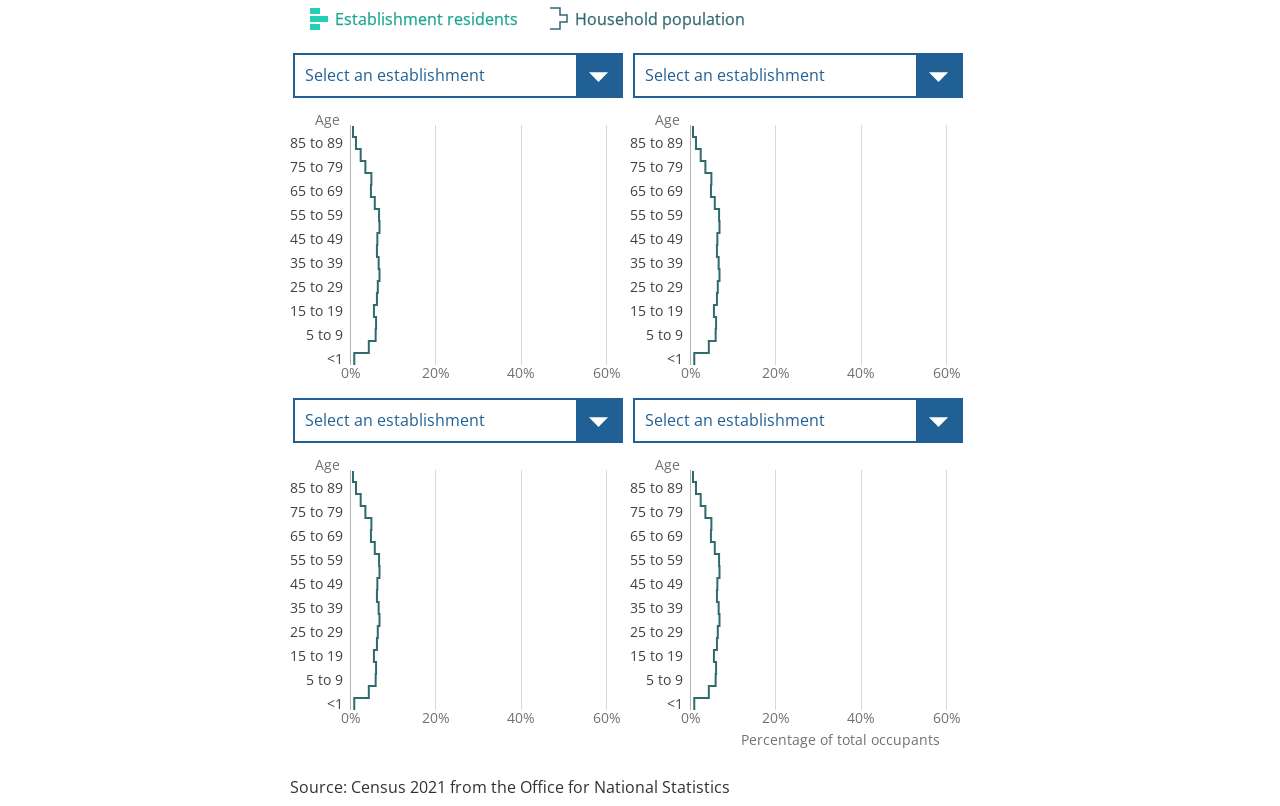 Establishment residents Household population
Select an establishment Select an establishment
Age Age
85 to 89 85 to 89
75 to 79 75 to 79
65 to 69 65 to 69
55 to 59 55 to 59
45 to 49 45 to 49
35 to 39 35 to 39
25 to 29 25 to 29
15 to 19 15 to 19
5 to 9 5 to 9
<1 <1
0% 20% 40% 60% 0% 20% 40% 60%
Select an establishment Select an establishment
Age Age
85 to 89 85 to 89
75 to 79 75 to 79
65 to 69 65 to 69
55 to 59 55 to 59
45 to 49 45 to 49
35 to 39 35 to 39
25 to 29 25 to 29
15 to 19 15 to 19
5 to 9 5 to 9
<1 <1
0% 20% 40% 60% 0% 20% 40% 60%
Percentage of total occupants
Source: Census 2021 from the Office for National Statistics